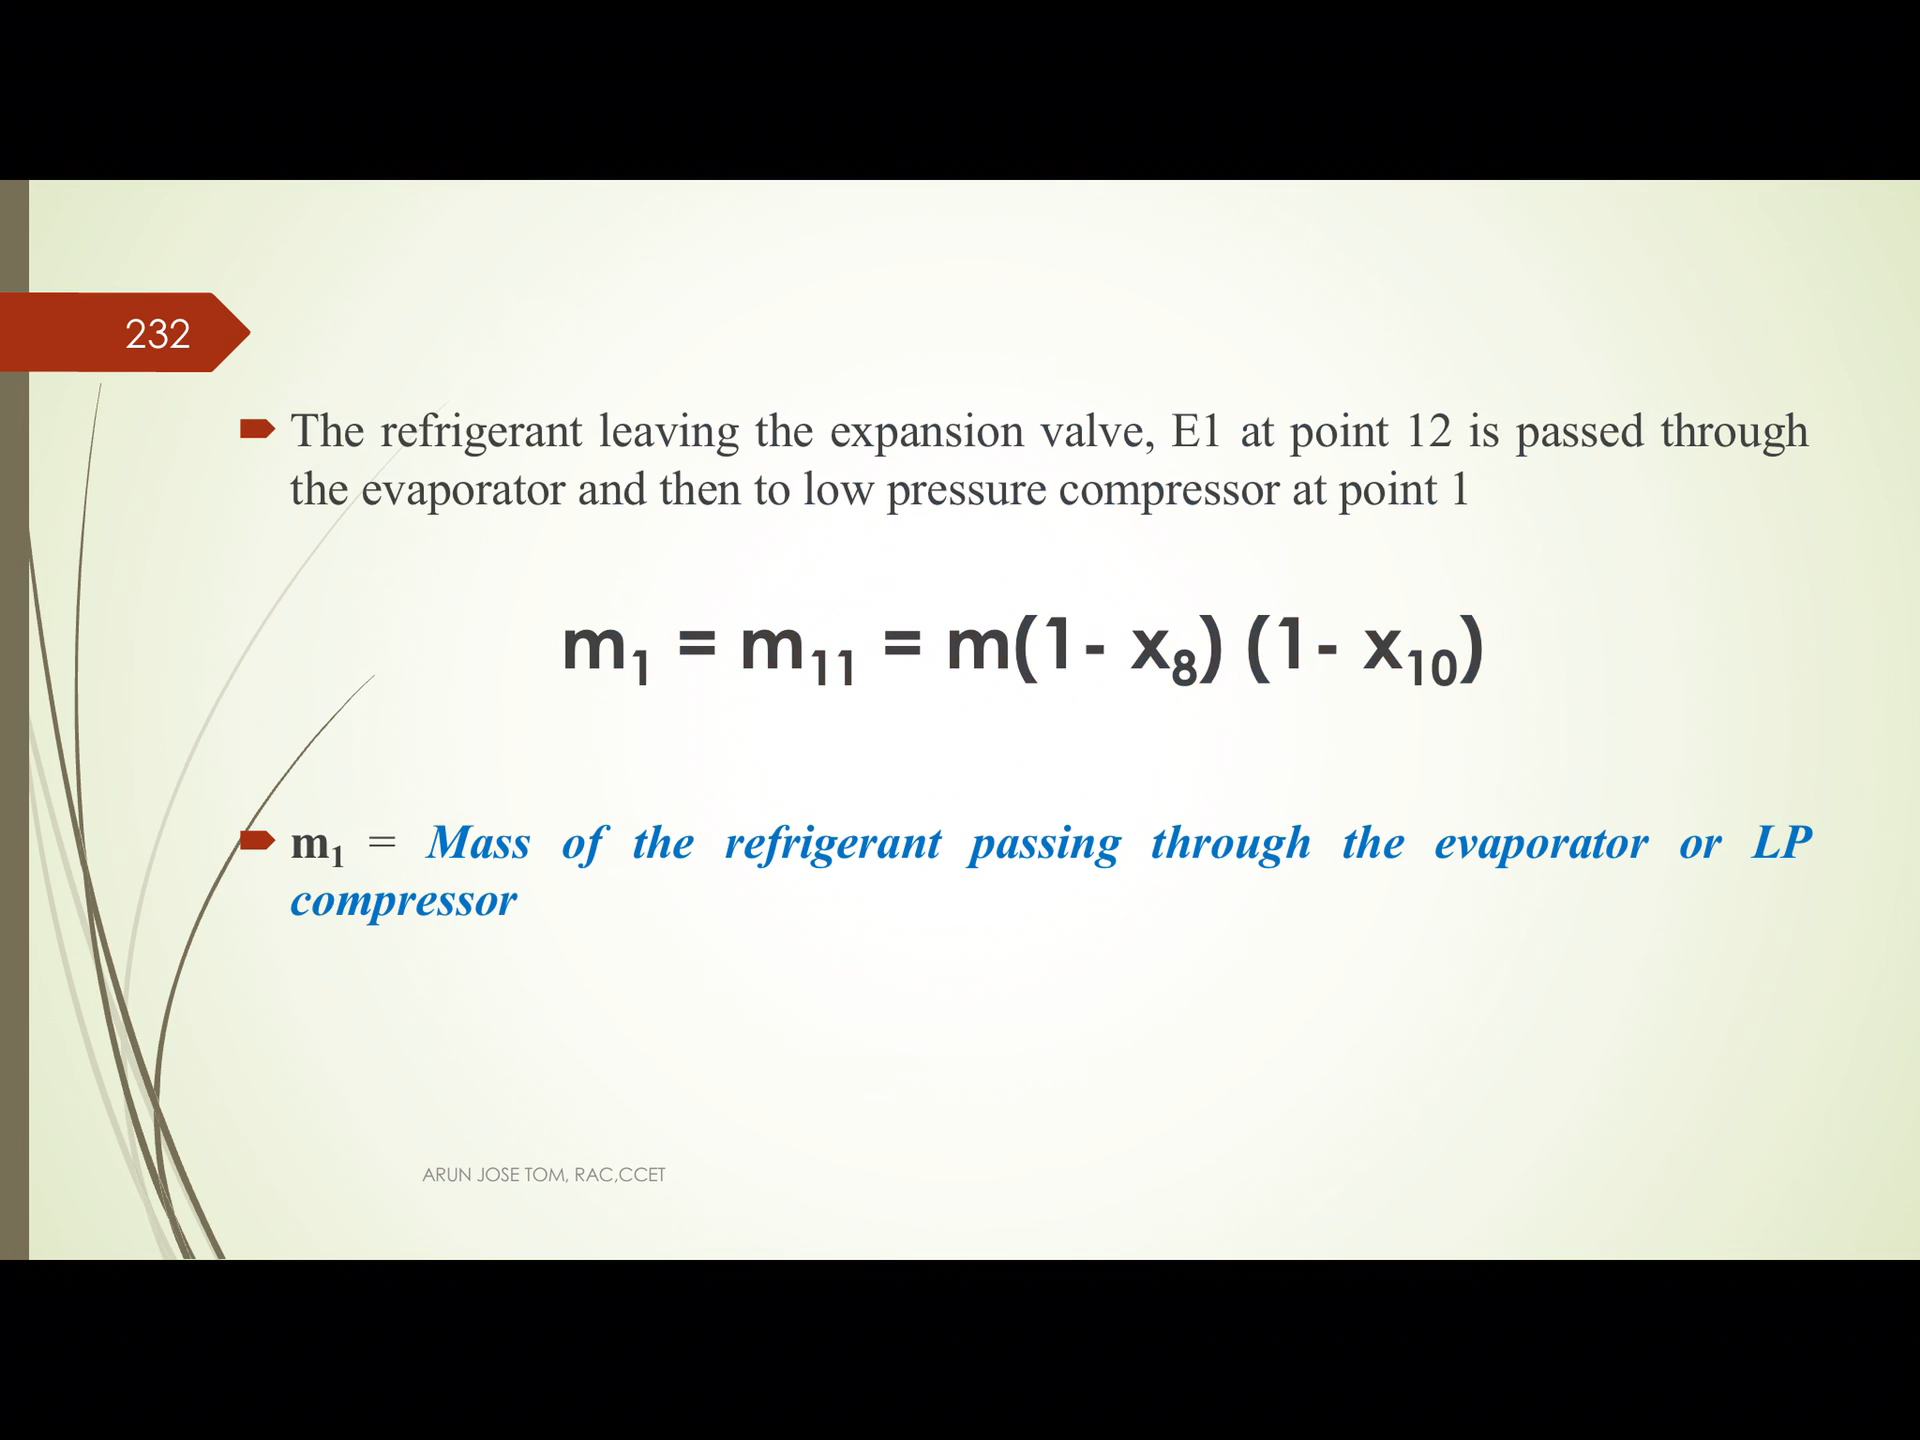 232
The refrigerant leaving the expansion valve, E1 at point 12 is passed through
the evaporator and then to low pressure compressor at point 1
m₁ = m₁₁ = m(1- x₈) (1- x₁₀)
m₁ = Mass of the refrigerant passing through the evaporator or LP
compressor
ARUN JOSE TOM, RAC,CCET